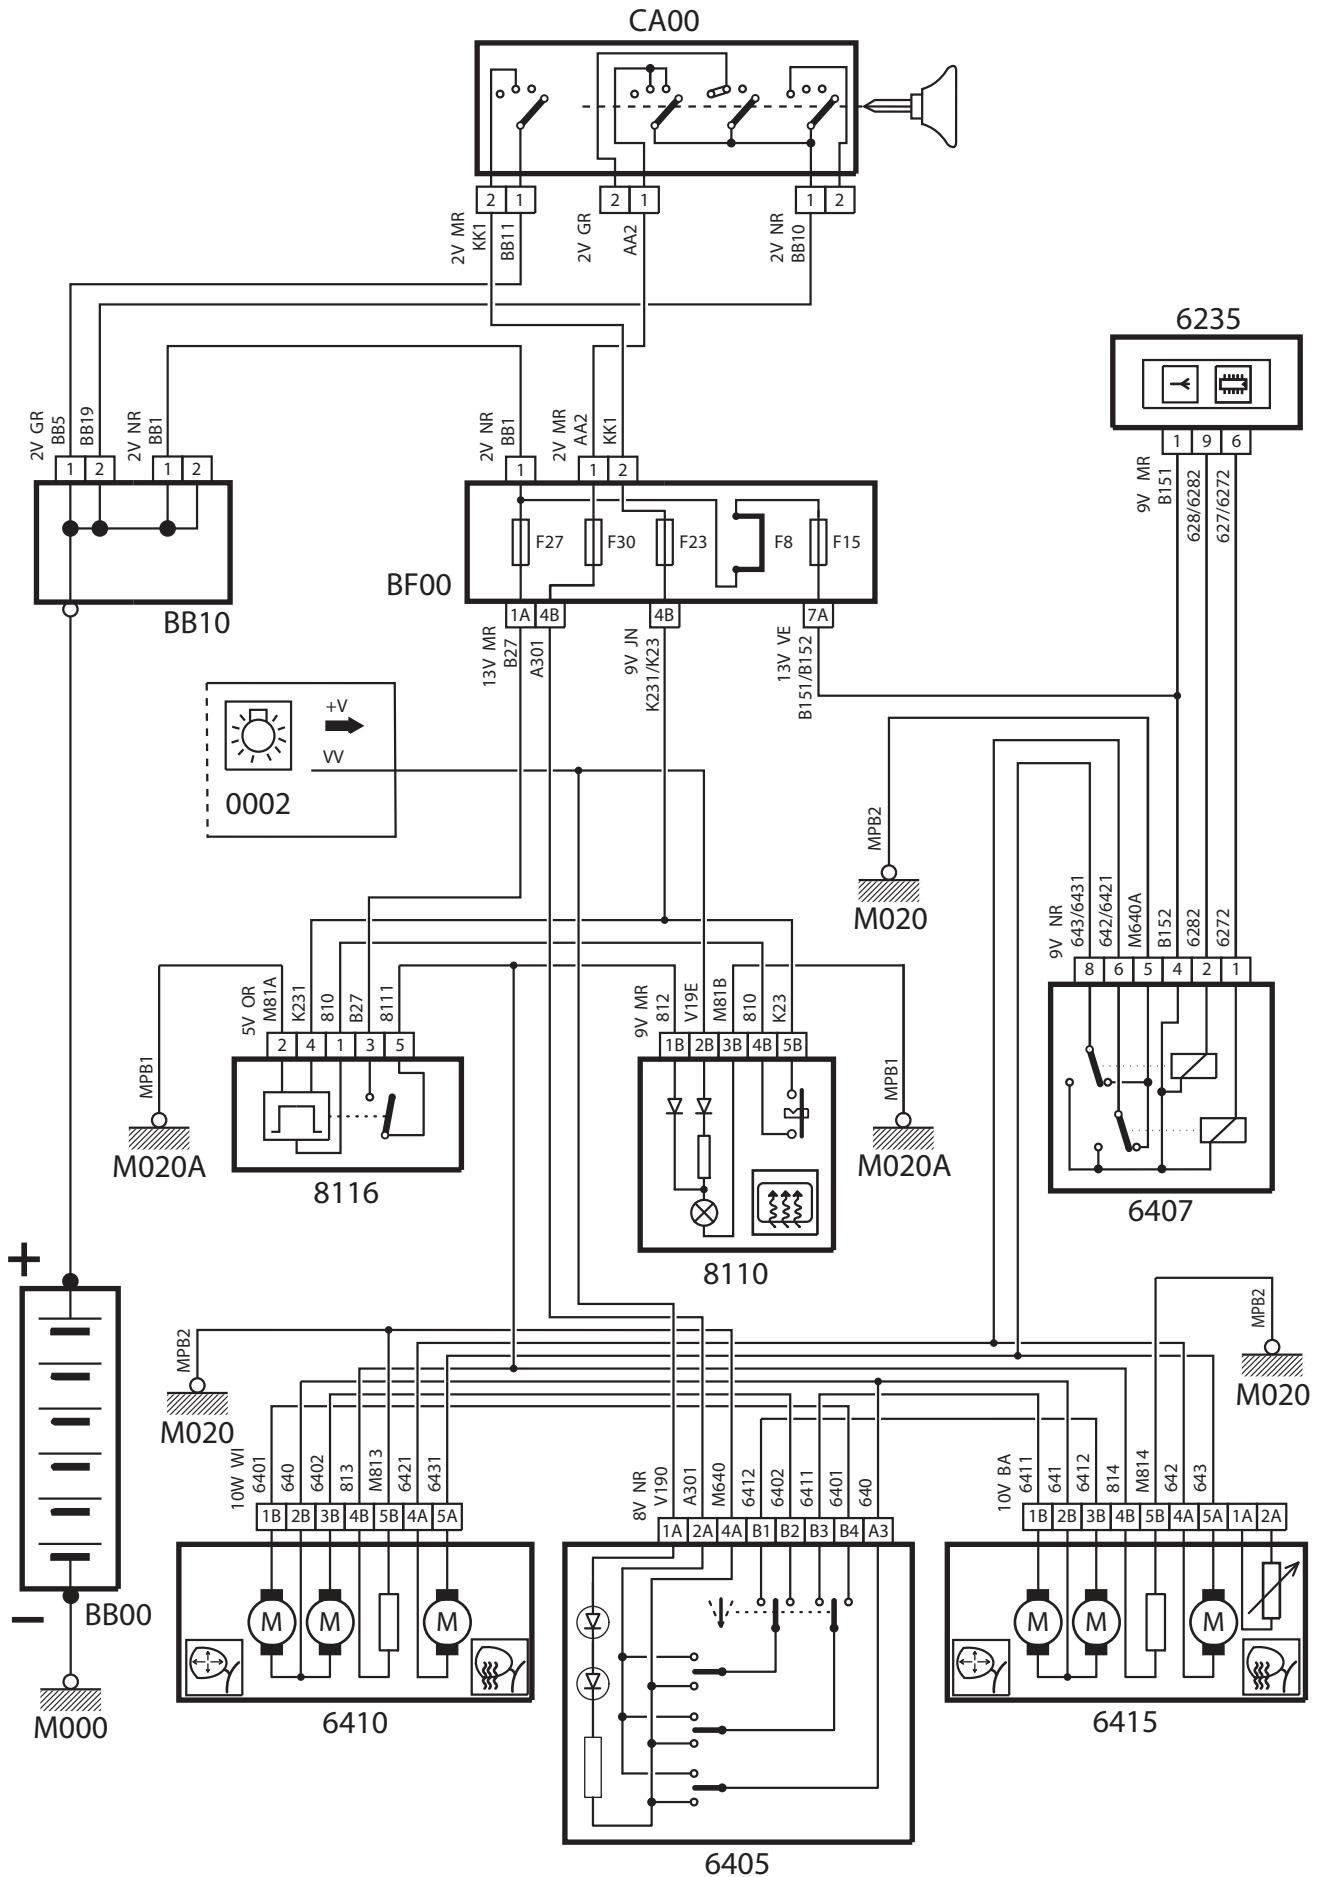 CA00
2 1 2 1 1 2
2V MR
KK1
BB11
2V GR
AA2
2V NR
BB10
6235
1 9 6
9V MR
B151
628/6282
627/6272
2V GR
BB5
BB19
2V NR
BB1
2V NR
BB1
2V MR
AA2
KK1
1 2 1 2
1 1 2
F27 F30 F23 F8 F15
BF00
BB10
1A 4B 4B 7A
13V MR
B27
A301
9V JN
K231/K23
13V VE
B151/B152
+V
VV
0002
MPB2
M020
9V NR
643/6431
642/6421
M640A
B152
6282
6272
8 6 5 4 2 1
5V OR
M81A
K231
810
B27
8111
2 4 1 3 5
9V MR
812
V19E
M81B
810
K23
1B 2B 3B 4B 5B
MPB1
M020A
MPB1
M020A
8116
8110
6407
+
MPB2
M020
MPB2
M020
10W WI
6401
640
6402
813
M813
6421
6431
1B 2B 3B 4B 5B 4A 5A
8V NR
V190
A301
M640
6412
6402
6411
6401
640
1A 2A 4A B1 B2 B3 B4 A3
10V BA
6411
641
6412
814
M814
642
643
1B 2B 3B 4B 5B 4A 5A 1A 2A
M M M
M M M
–
BB00
M000
6410
6415
6405